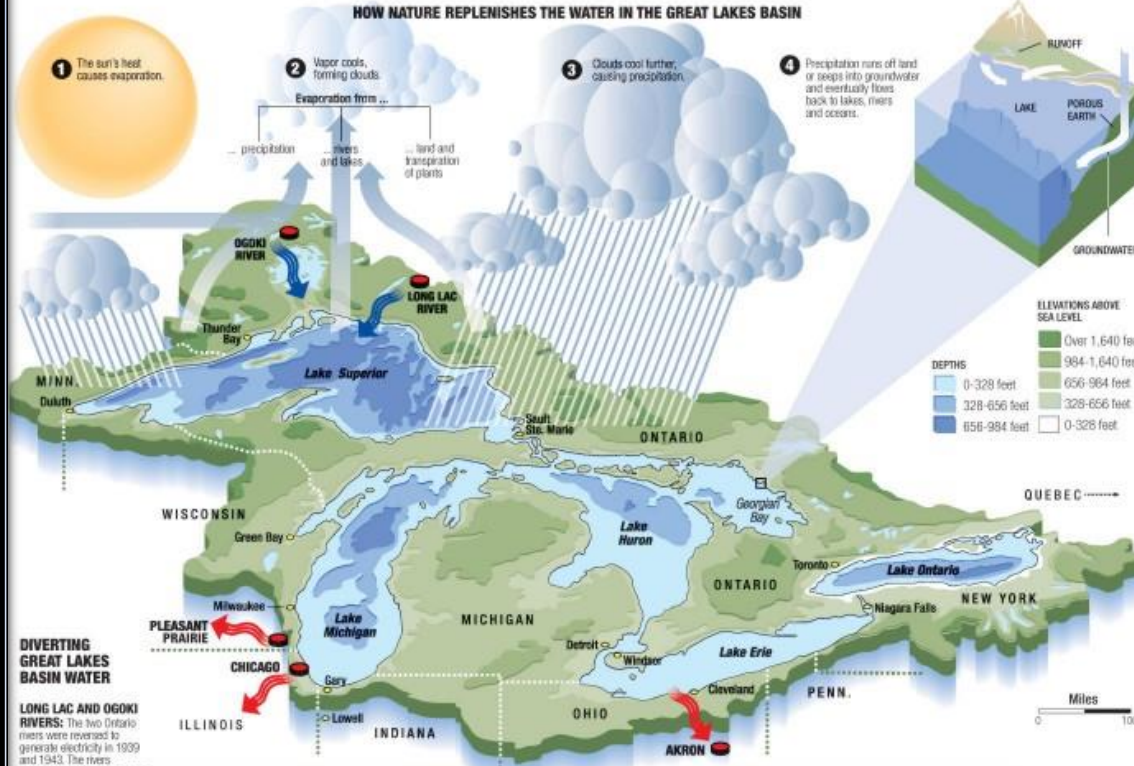 HOW NATURE REPLENISHES THE WATER IN THE GREAT LAKES BASIN
1 The sun's heat
causes evaporation.
2 Vapor cools,
forming clouds.
Evaporation from ...
... precipitation
... rivers
and lakes
... land and
transpiration
of plants
3 Clouds cool further,
causing precipitation.
4 Precipitation runs off land
or seeps into groundwater
and eventually flows
back to lakes, rivers
and oceans.
RUNOFF
LAKE
POROUS
EARTH
GROUNDWATER
ELEVATIONS ABOVE
SEA LEVEL
Over 1,640 fee
984-1,640 feet
656-984 feet
328-656 feet
0-328 feet
DEPTHS
0-328 feet
328-656 feet
656-984 feet
OGOKI
RIVER
LONG LAC
RIVER
Thunder
Bay
Lake Superior
MINN.
Duluth
Sault
Ste. Marie
ONTARIO
QUEBEC
WISCONSIN
Green Bay
Georgian
Bay
Lake
Huron
Toronto
Lake Ontario
ONTARIO
NEW YORK
Niagara Falls
Milwaukee
Lake
Michigan
MICHIGAN
PLEASANT
PRAIRIE
Detroit
Windsor
Lake Erie
CHICAGO
Gary
Cleveland
PENN.
Lowell
ILLINOIS
INDIANA
OHIO
AKRON
Miles
0 100
DIVERTING
GREAT LAKES
BASIN WATER
LONG LAC AND OGOKI
RIVERS: The two Ontario
rivers were reversed to
generate electricity in 1939
and 1943. The rivers